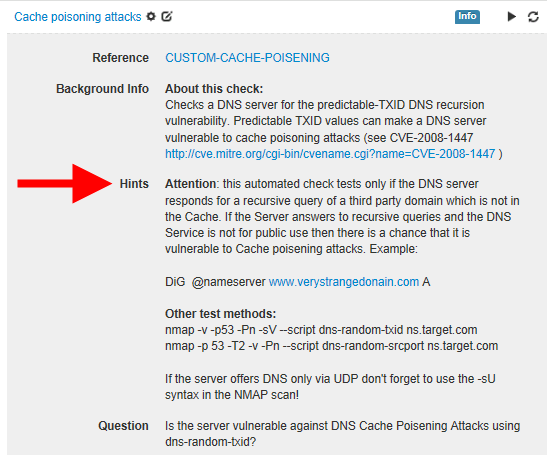 Cache poisoning attacks
Info
Reference
CUSTOM-CACHE-POISENING
Background Info
About this check:
Checks a DNS server for the predictable-TXID DNS recursion
vulnerability. Predictable TXID values can make a DNS server
vulnerable to cache poisoning attacks (see CVE-2008-1447
http://cve.mitre.org/cgi-bin/cvename.cgi?name=CVE-2008-1447 )
Hints
Attention: this automated check tests only if the DNS server
responds for a recursive query of a third party domain which is not in
the Cache. If the Server answers to recursive queries and the DNS
Service is not for public use then there is a chance that it is
vulnerable to Cache poisening attacks. Example:
DiG @nameserver www.verystrangedonain.com A
Other test methods:
nmap -v -p53 -Pn -sV --script dns-random-txid ns.target.com
nmap -p 53 -T2 -v -Pn --script dns-random-srcport ns.target.com
If the server offers DNS only via UDP don't forget to use the -sU
syntax in the NMAP scan!
Question
Is the server vulnerable against DNS Cache Poisening Attacks using
dns-random-txid?